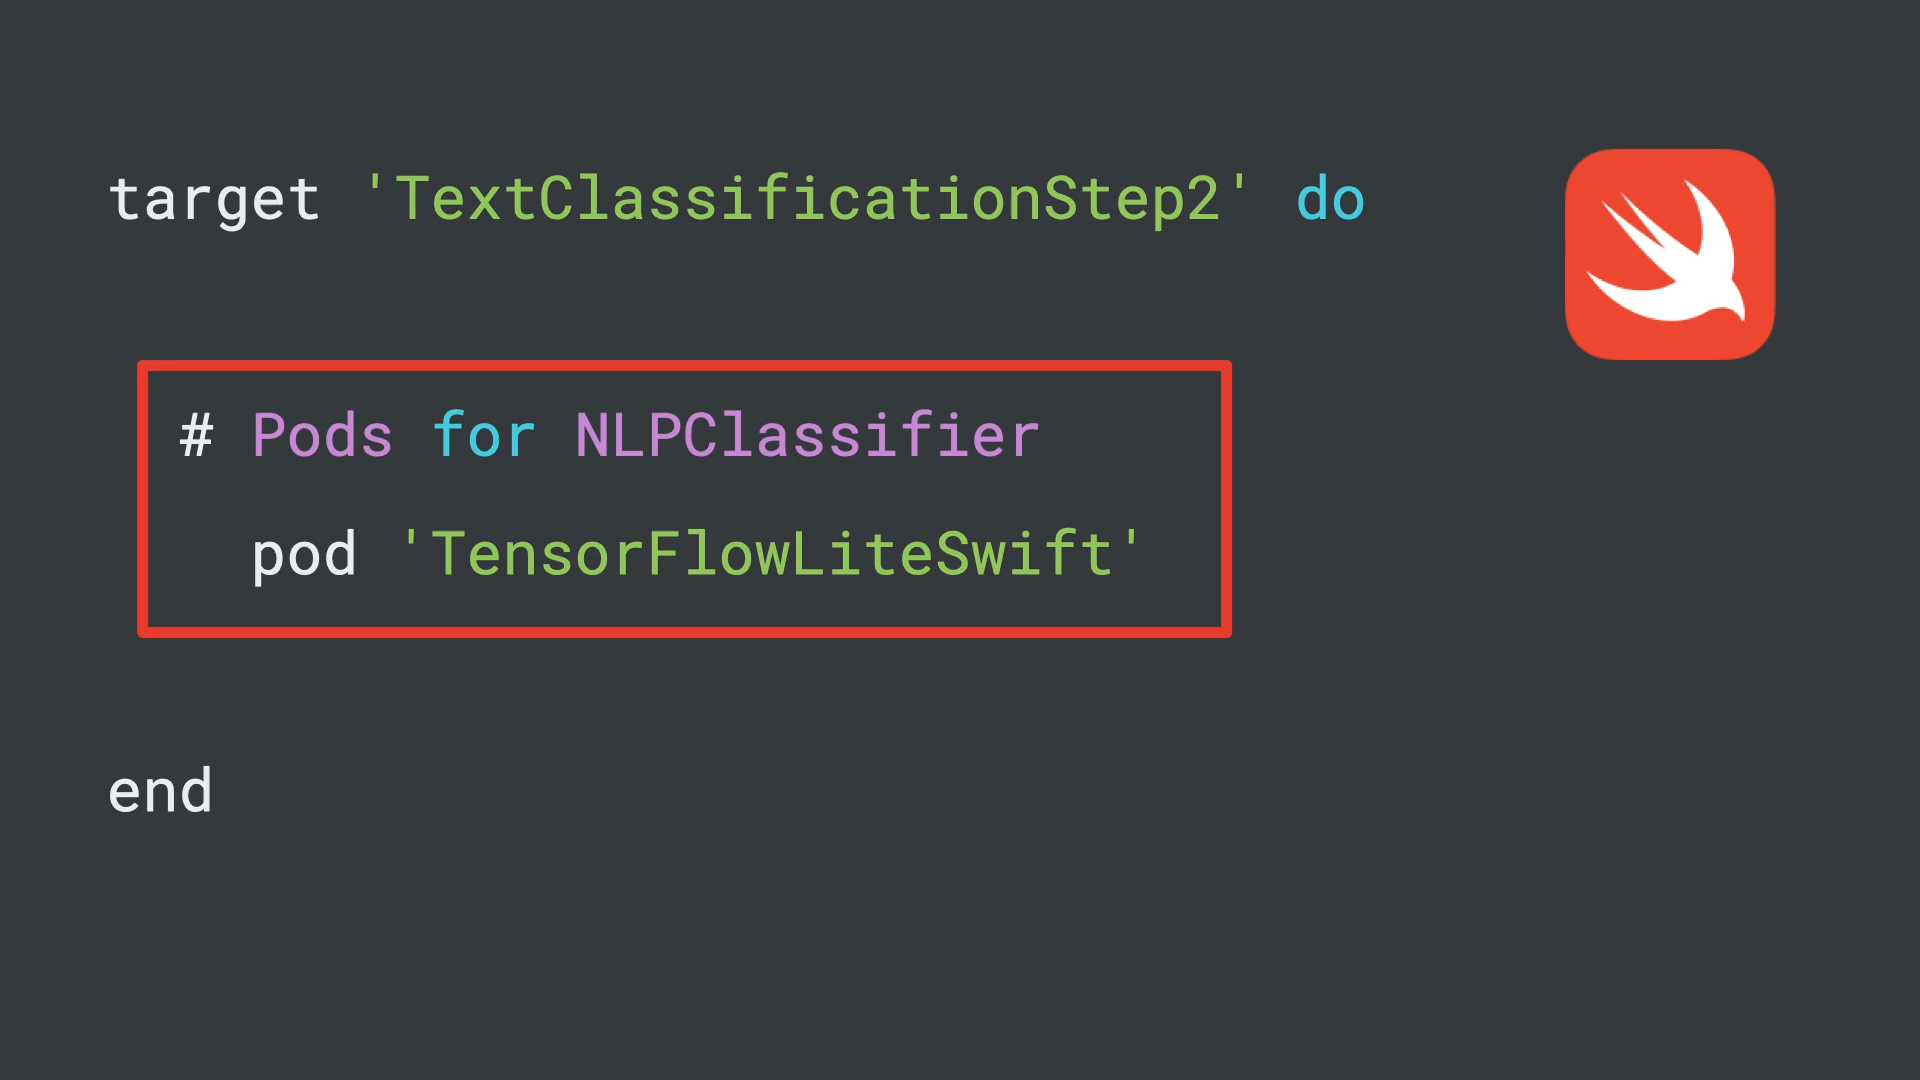 target 'TextClassificationStep2' do
# Pods for NLPClassifier
pod 'TensorFlowLiteSwift'
end